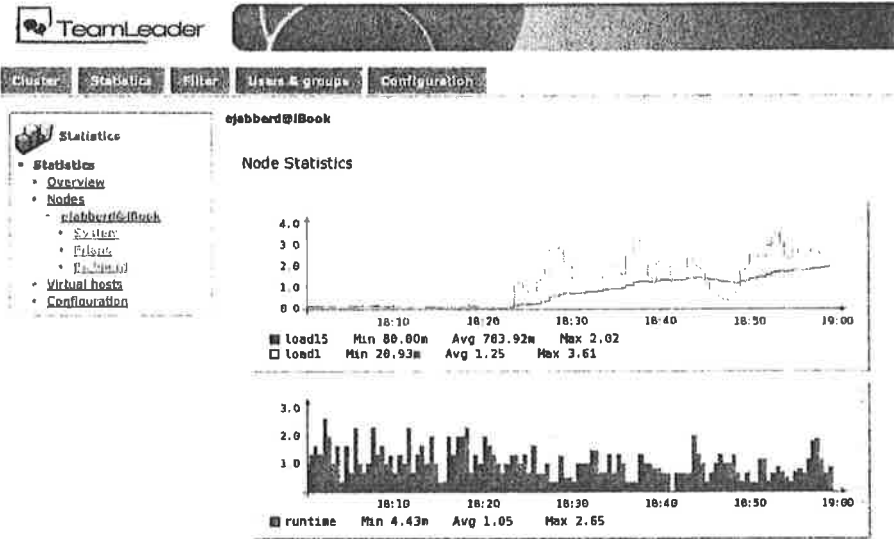 TeamLeader
Cluster Statistics Filter Users & groups Configuration
Statistics
Statistics
Overview
Nodes
ejabberd@iBook
System
Virtual hosts
Configuration
ejabberd@iBook
Node Statistics
4.0
3.0
2.0
1.0
0.0
18:10 18:20 18:30 18:40 18:50 19:00
load15 Min 80.00m Avg 703.92m Max 2.02
load1 Min 20.93m Avg 1.25 Max 3.61
3.0
2.0
1.0
18:10 18:20 18:30 18:40 18:50 19:00
runtime Min 4.43m Avg 1.05 Max 2.65